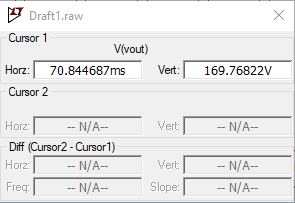 Draft1.raw
Cursor 1
V(vout)
Horz: 70.844687ms Vert: 169.76822V
Cursor 2
Horz: -- N/A-- Vert: -- N/A--
Diff (Cursor2 - Cursor1)
Horz: -- N/A-- Vert: -- N/A--
Freq: -- N/A-- Slope: -- N/A--